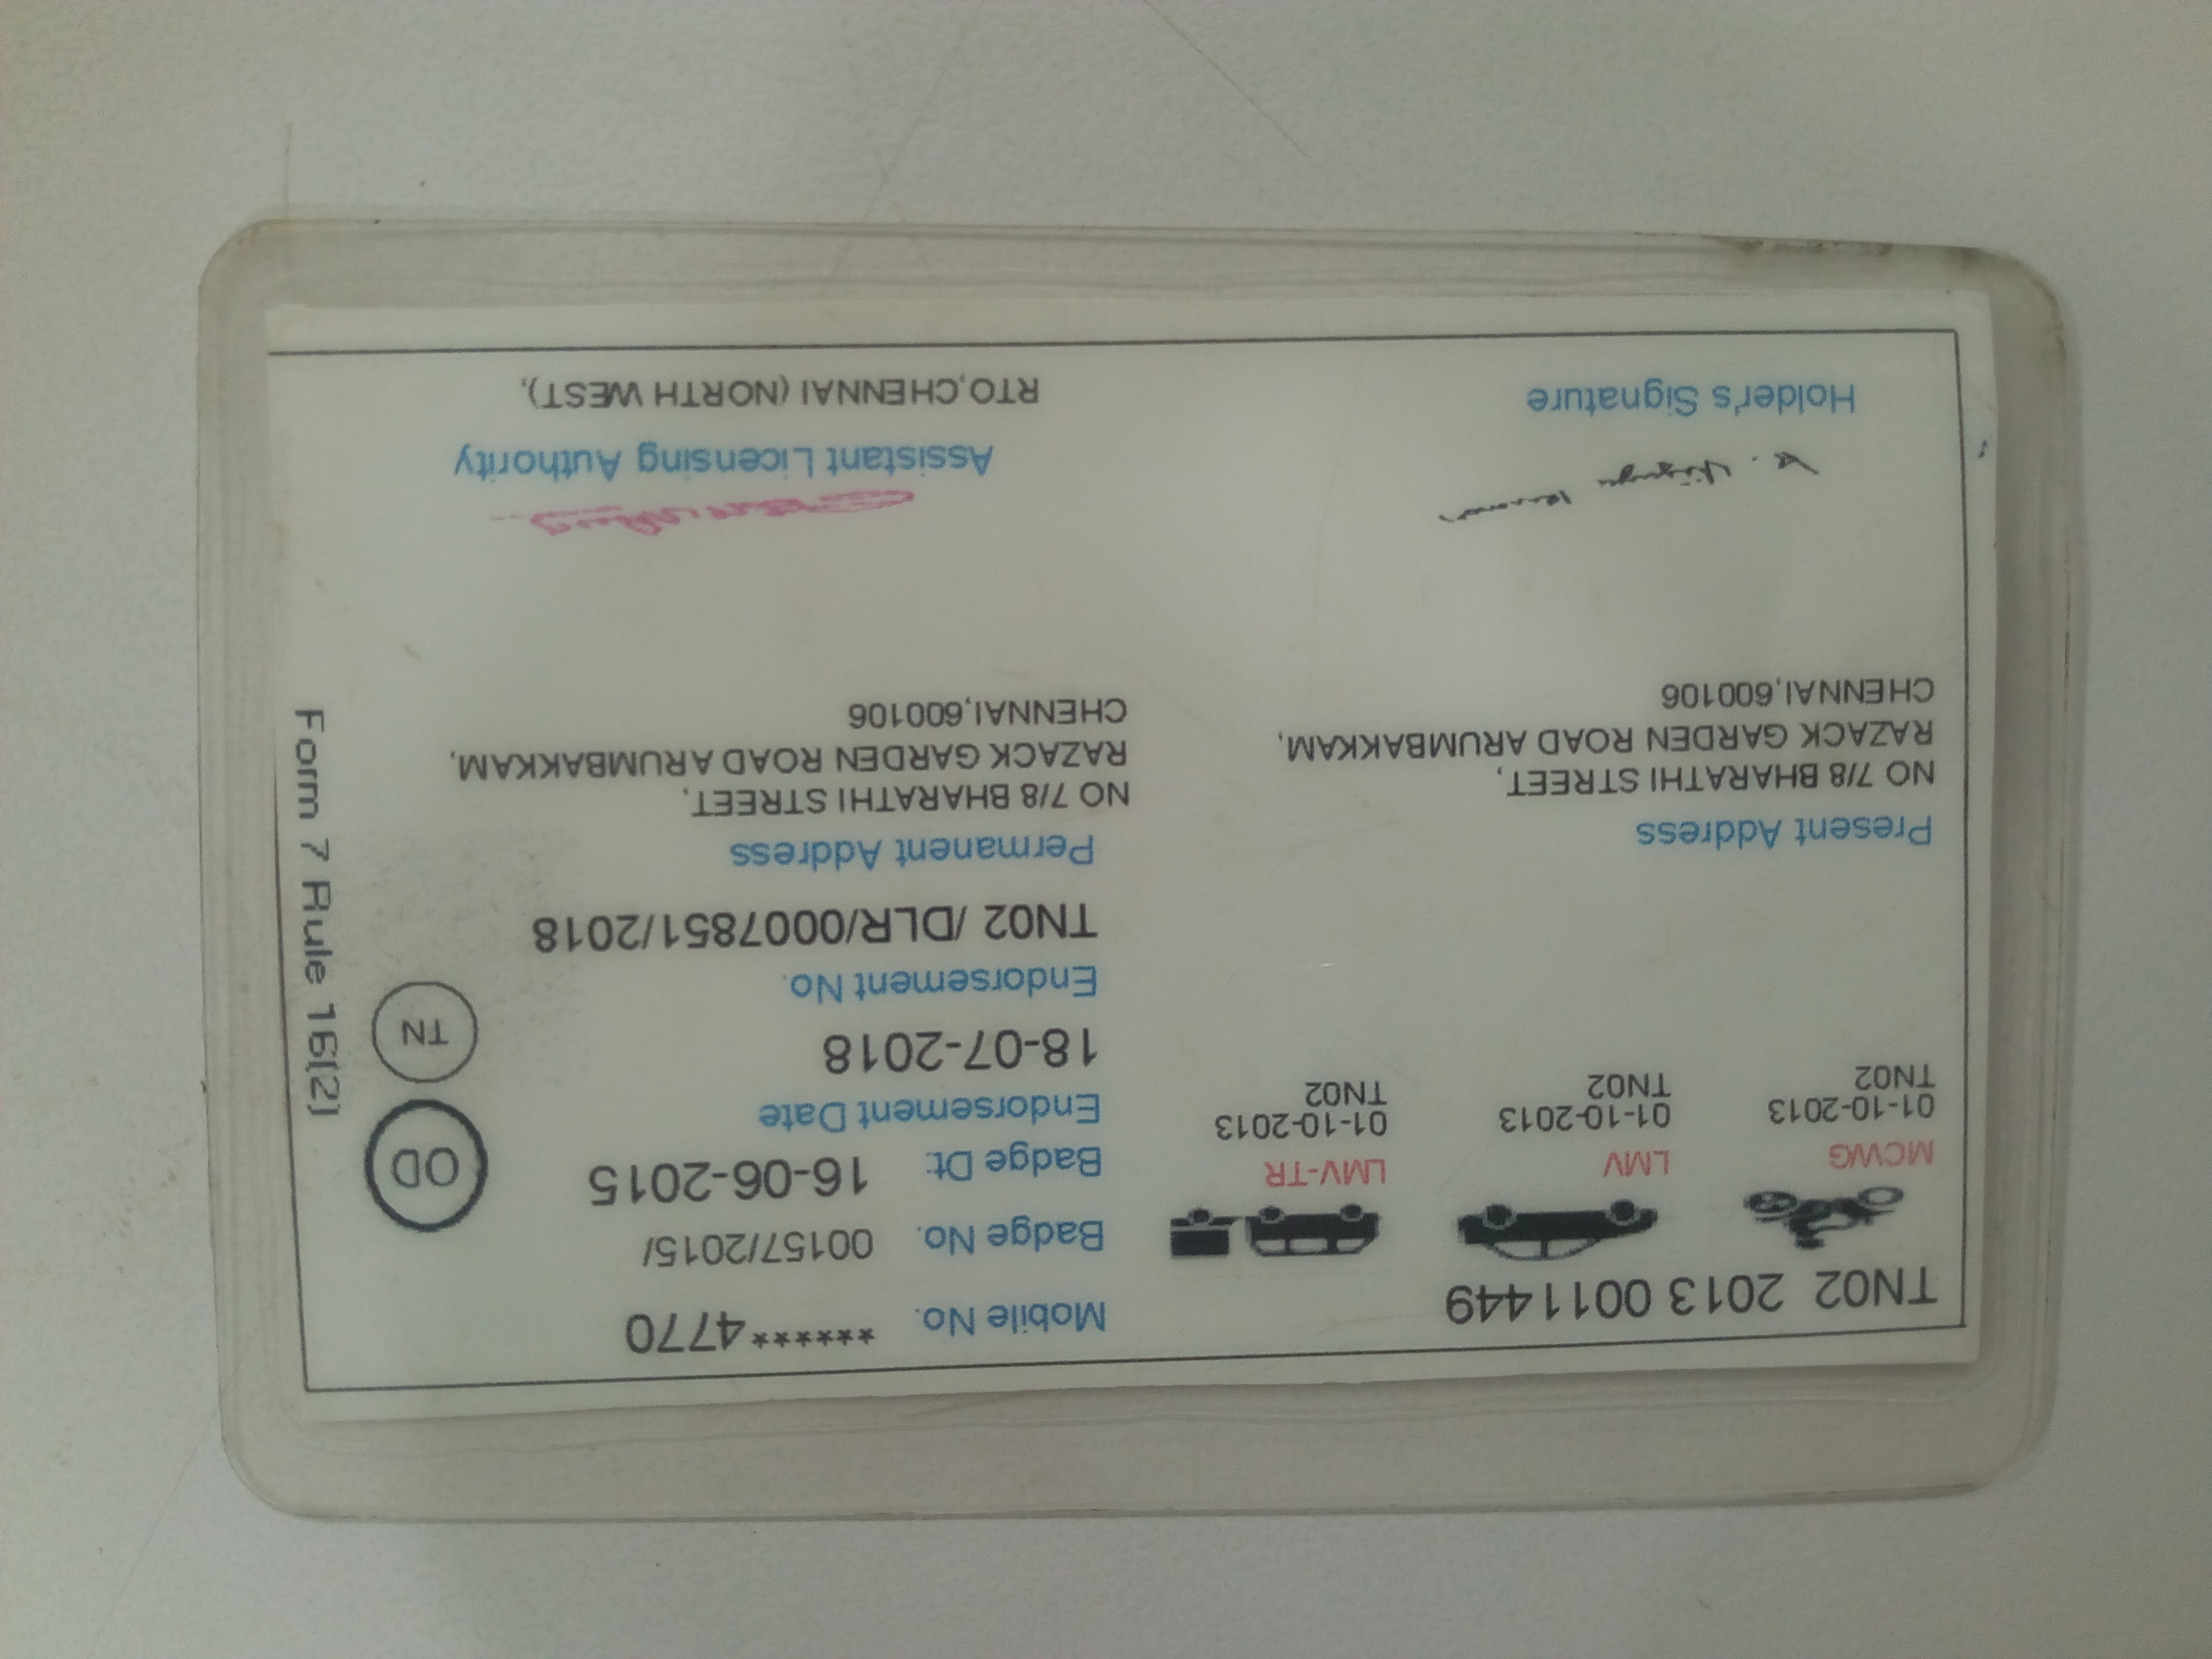 TN02 2013 0011449
MCWG
01-10-2013
TN02
LMV
01-10-2013
TN02
LMV-TR
01-10-2013
TN02
Mobile No. ******4770
Badge No. 00157/2015/
Badge Dt: 16-06-2015
Endorsement Date
18-07-2018
Endorsement No.
TN02 /DLR/0007851/2018
OD
TN
Form 7 Rule 16(2)
Present Address
NO 7/8 BHARATHI STREET,
RAZACK GARDEN ROAD ARUMBAKKAM,
CHENNAI,600106
Permanent Address
NO 7/8 BHARATHI STREET,
RAZACK GARDEN ROAD ARUMBAKKAM,
CHENNAI,600106
Holder's Signature
Assistant Licensing Authority
RTO,CHENNAI (NORTH WEST),